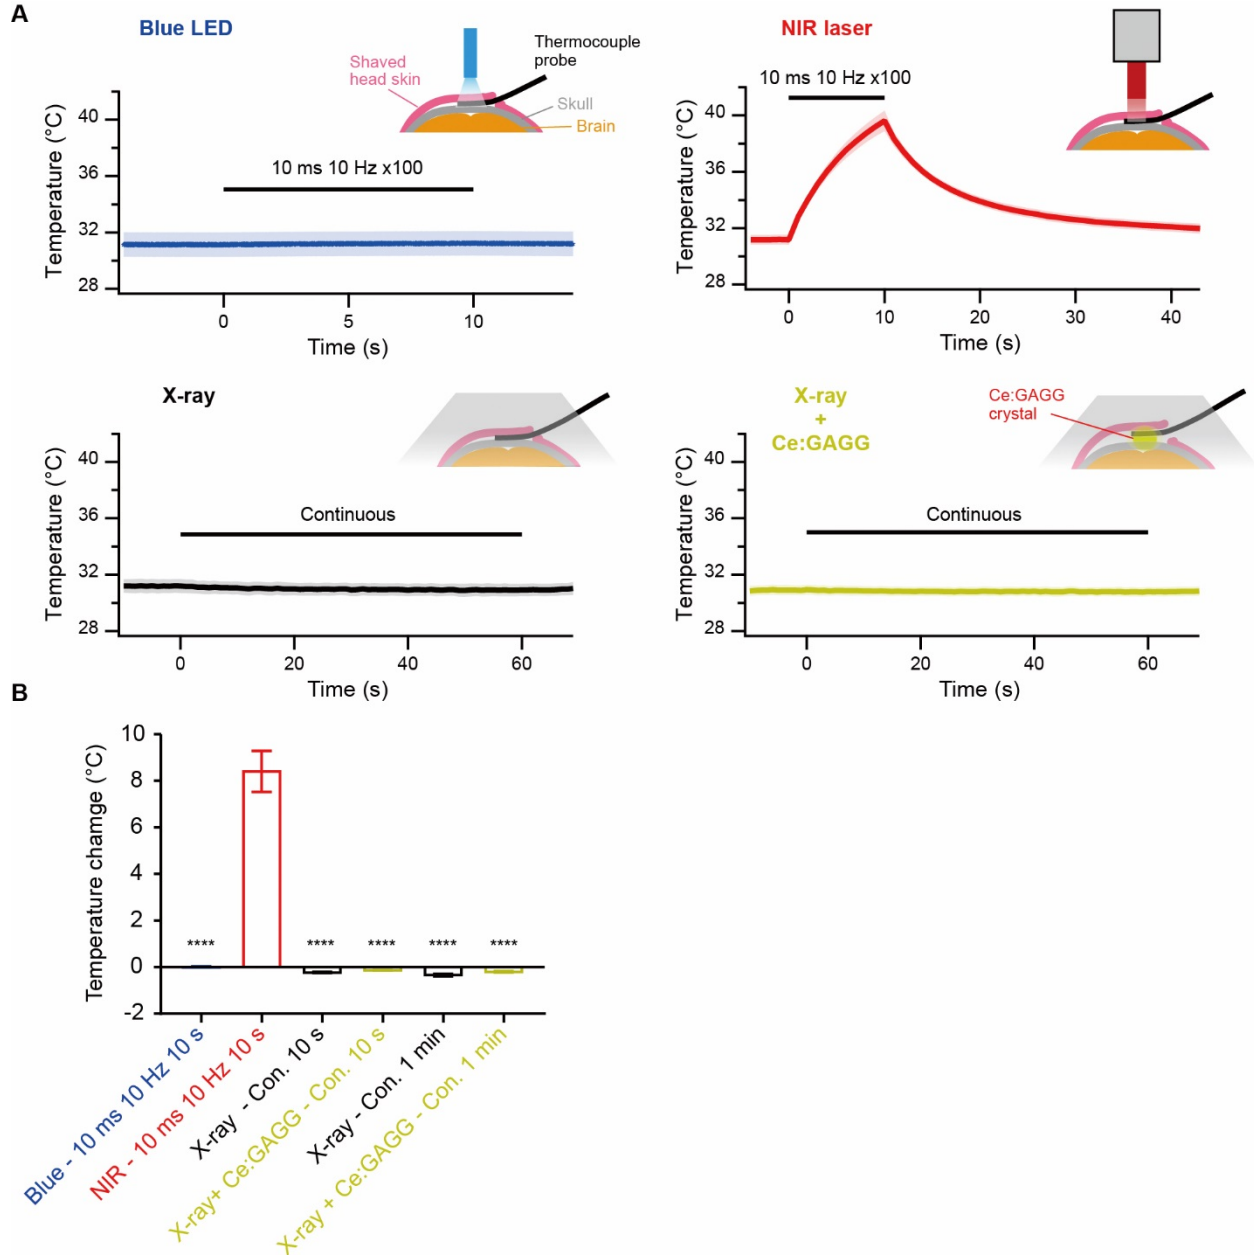 A
Blue LED
Thermocouple
probe
Shaved
head skin
Skull
Brain
Temperature (°C)
40
36
32
28
10 ms 10 Hz x100
0
5
10
Time (s)
NIR laser
10 ms 10 Hz x100
Temperature (°C)
40
36
32
28
0
10
20
30
40
Time (s)
X-ray
Temperature (°C)
40
36
32
28
Continuous
0
20
40
60
Time (s)
X-ray
+
Ce:GAGG
Ce:GAGG
crystal
Temperature (°C)
40
36
32
28
Continuous
0
20
40
60
Time (s)
B
Temperature chamge (°C)
10
8
6
4
2
0
-2
****
****
****
****
****
Blue - 10 ms 10 Hz 10 s
NIR - 10 ms 10 Hz 10 s
X-ray - Con. 10 s
X-ray+ Ce:GAGG - Con. 10 s
X-ray - Con. 1 min
X-ray + Ce:GAGG - Con. 1 min